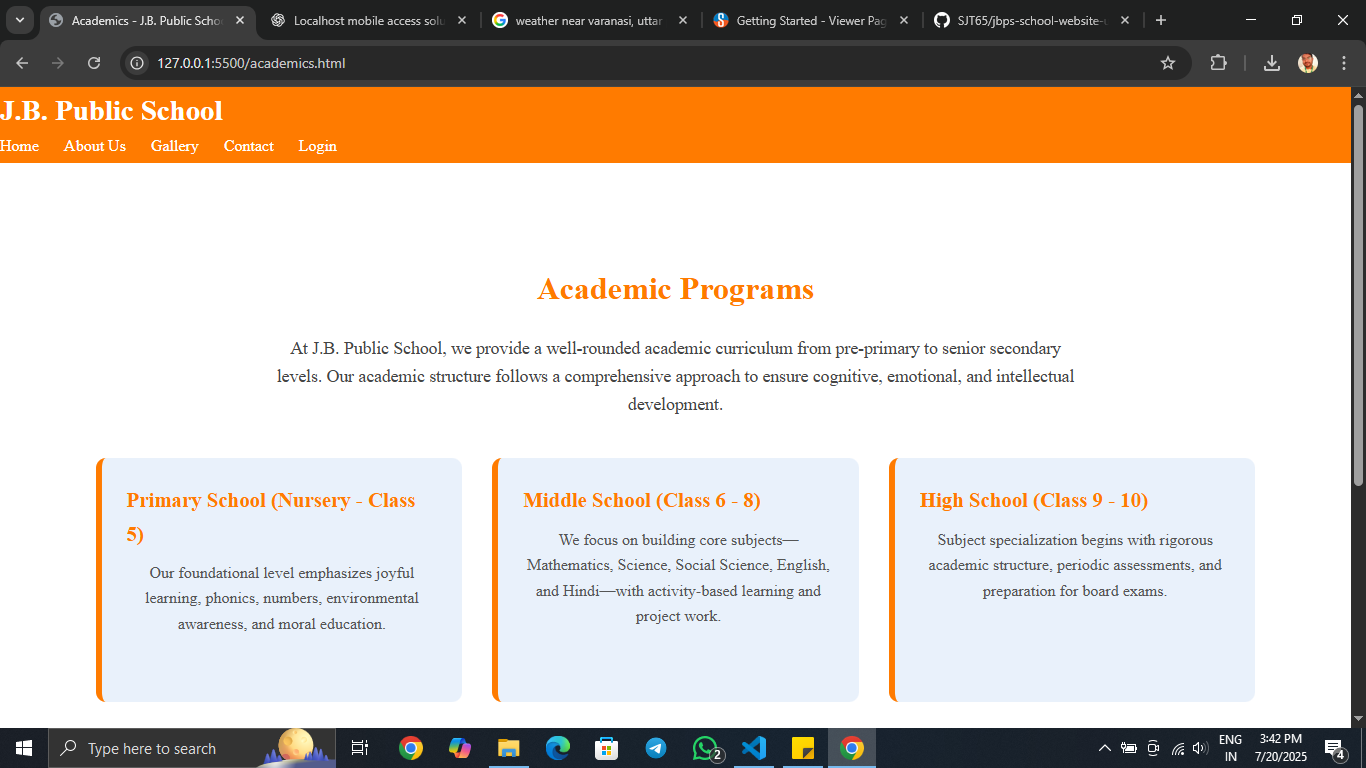 Academics - J.B. Public Schoo
Localhost mobile access solu
weather near varanasi, uttar
Getting Started - Viewer Pag
SJT65/jbps-school-website-u
127.0.0.1:5500/academics.html
J.B. Public School
Home About Us Gallery Contact Login
Academic Programs
At J.B. Public School, we provide a well-rounded academic curriculum from pre-primary to senior secondary
levels. Our academic structure follows a comprehensive approach to ensure cognitive, emotional, and intellectual
development.
Primary School (Nursery - Class
5)
Our foundational level emphasizes joyful
learning, phonics, numbers, environmental
awareness, and moral education.
Middle School (Class 6 - 8)
We focus on building core subjects—
Mathematics, Science, Social Science, English,
and Hindi—with activity-based learning and
project work.
High School (Class 9 - 10)
Subject specialization begins with rigorous
academic structure, periodic assessments, and
preparation for board exams.
Type here to search
2
ENG
IN
3:42 PM
7/20/2025
4